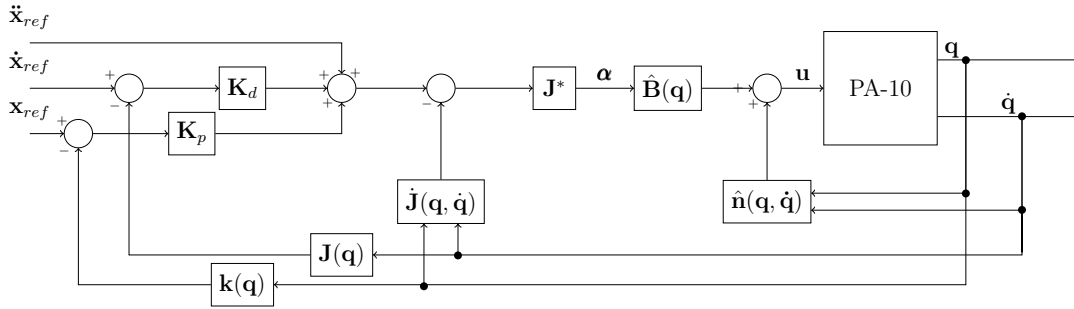 ẍ_ref
ẋ_ref
x_ref
+
−
+
−
K_d
K_p
+
+
+
−
J*
α
B̂(q)
+
+
u
PA-10
q
q̇
J̇(q, q̇)
n̂(q, q̇)
J(q)
k(q)